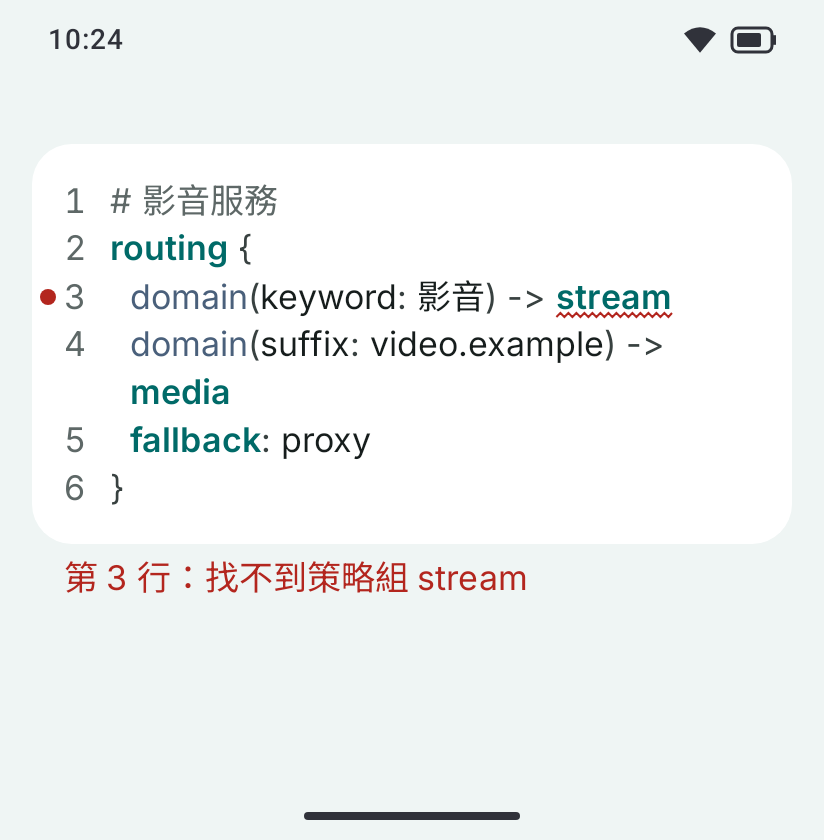 10:24
1 # 影音服務
2 routing {
3 domain(keyword: 影音) -> stream
4 domain(suffix: video.example) ->
media
5 fallback: proxy
6 }
第 3 行：找不到策略組 stream